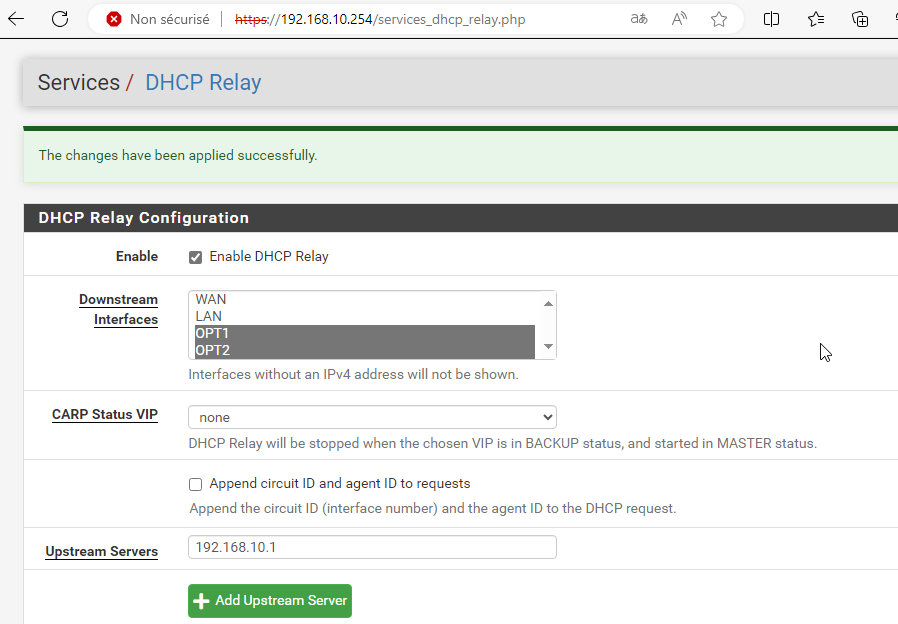 Non sécurisé | https://192.168.10.254/services_dhcp_relay.php aあ A
Services / DHCP Relay
The changes have been applied successfully.
DHCP Relay Configuration
Enable Enable DHCP Relay
Downstream Interfaces
WAN
LAN
OPT1
OPT2
Interfaces without an IPv4 address will not be shown.
CARP Status VIP none
DHCP Relay will be stopped when the chosen VIP is in BACKUP status, and started in MASTER status.
Append circuit ID and agent ID to requests
Append the circuit ID (interface number) and the agent ID to the DHCP request.
Upstream Servers 192.168.10.1
Add Upstream Server